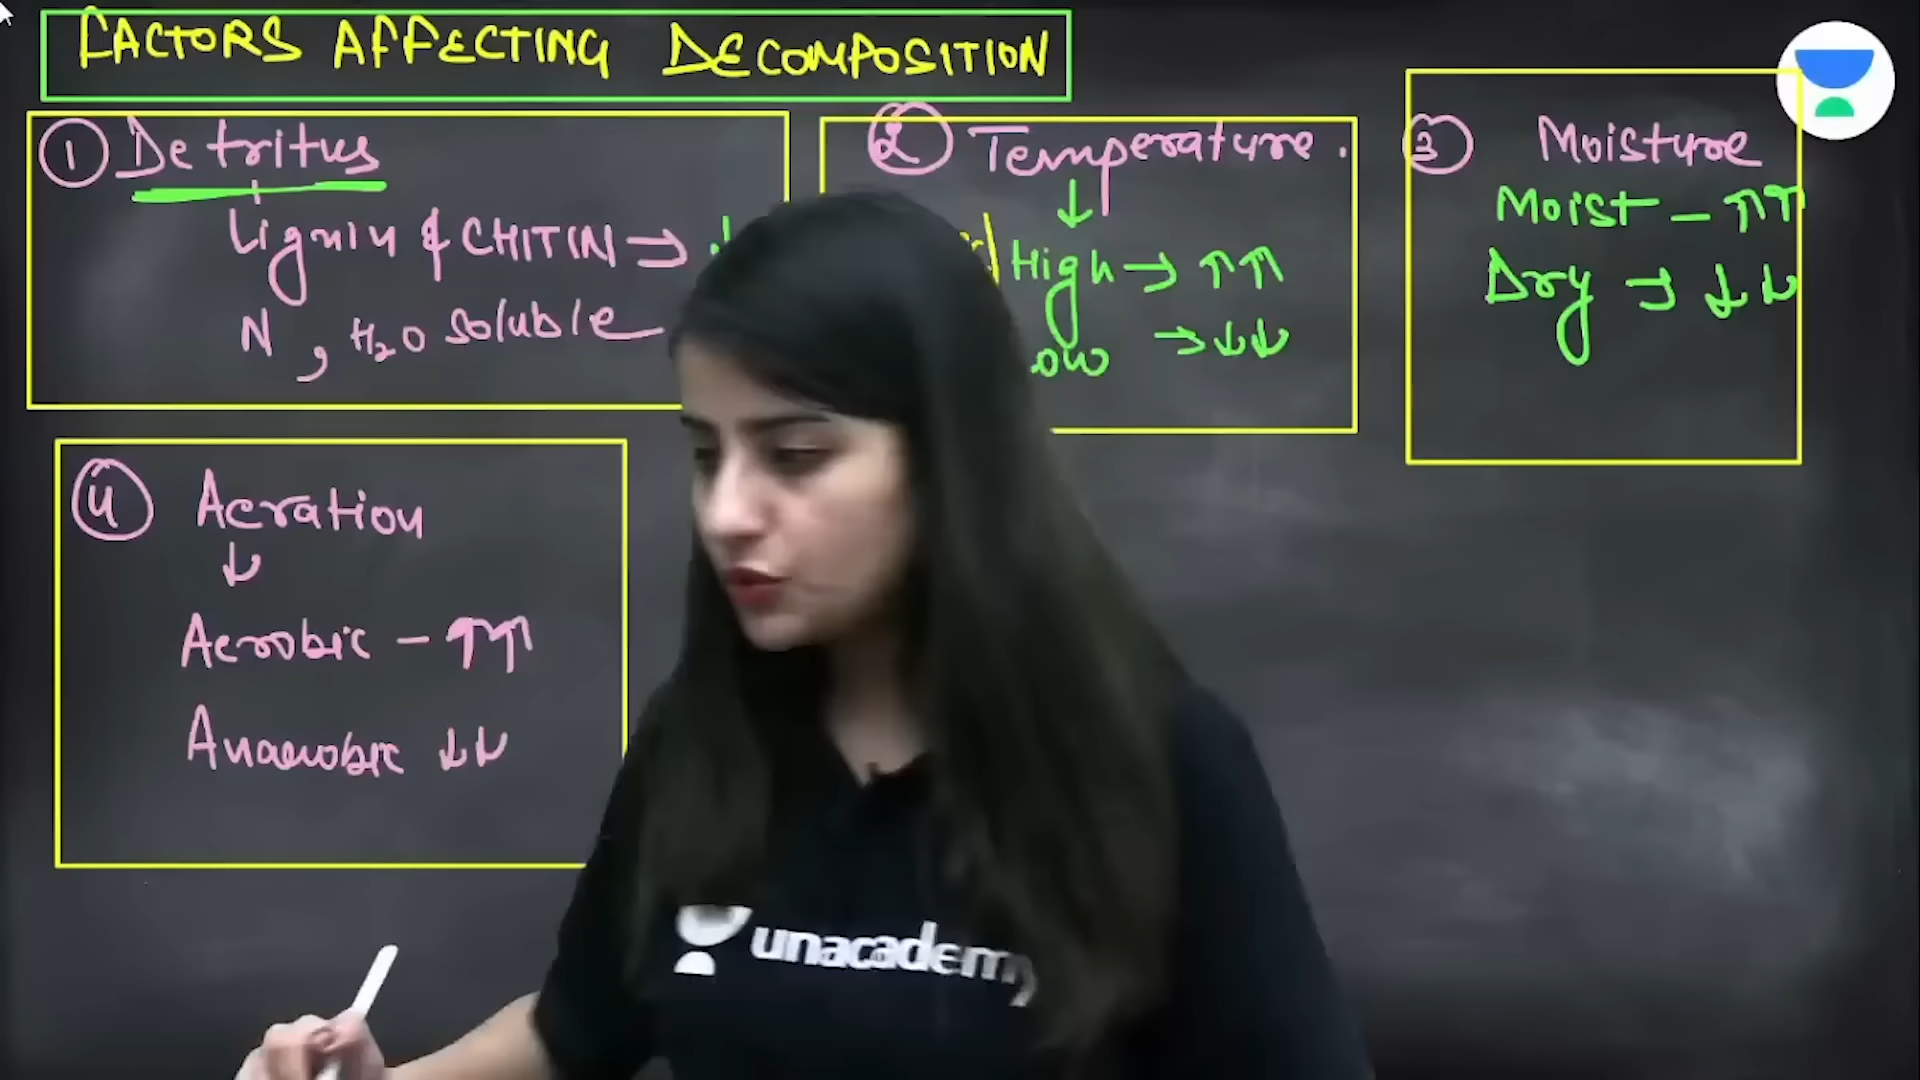 FACTORS AFFECTING DECOMPOSITION
① Detritus
Lignin & CHITIN ⇒ ↓
N, H₂O soluble
② Temperature.
↓
High → ↑↑
ow → ↓↓
③ Moisture
Moist – ↑↑
Dry → ↓↓
④ Aeration
↓
Aerobic – ↑↑
Anaerobic ↓↓
unacademy